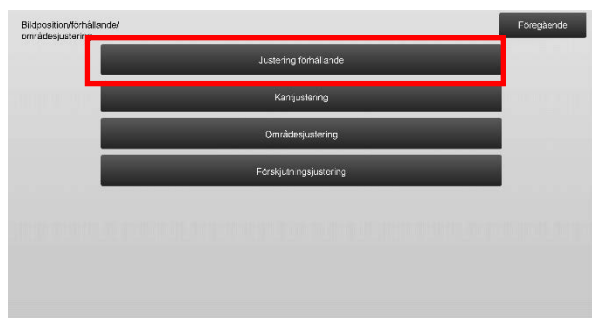 Bildposition/förhållande/
områdesjustering
Föregående
Justering förhållande
Kantjustering
Områdesjustering
Förskjutningsjustering